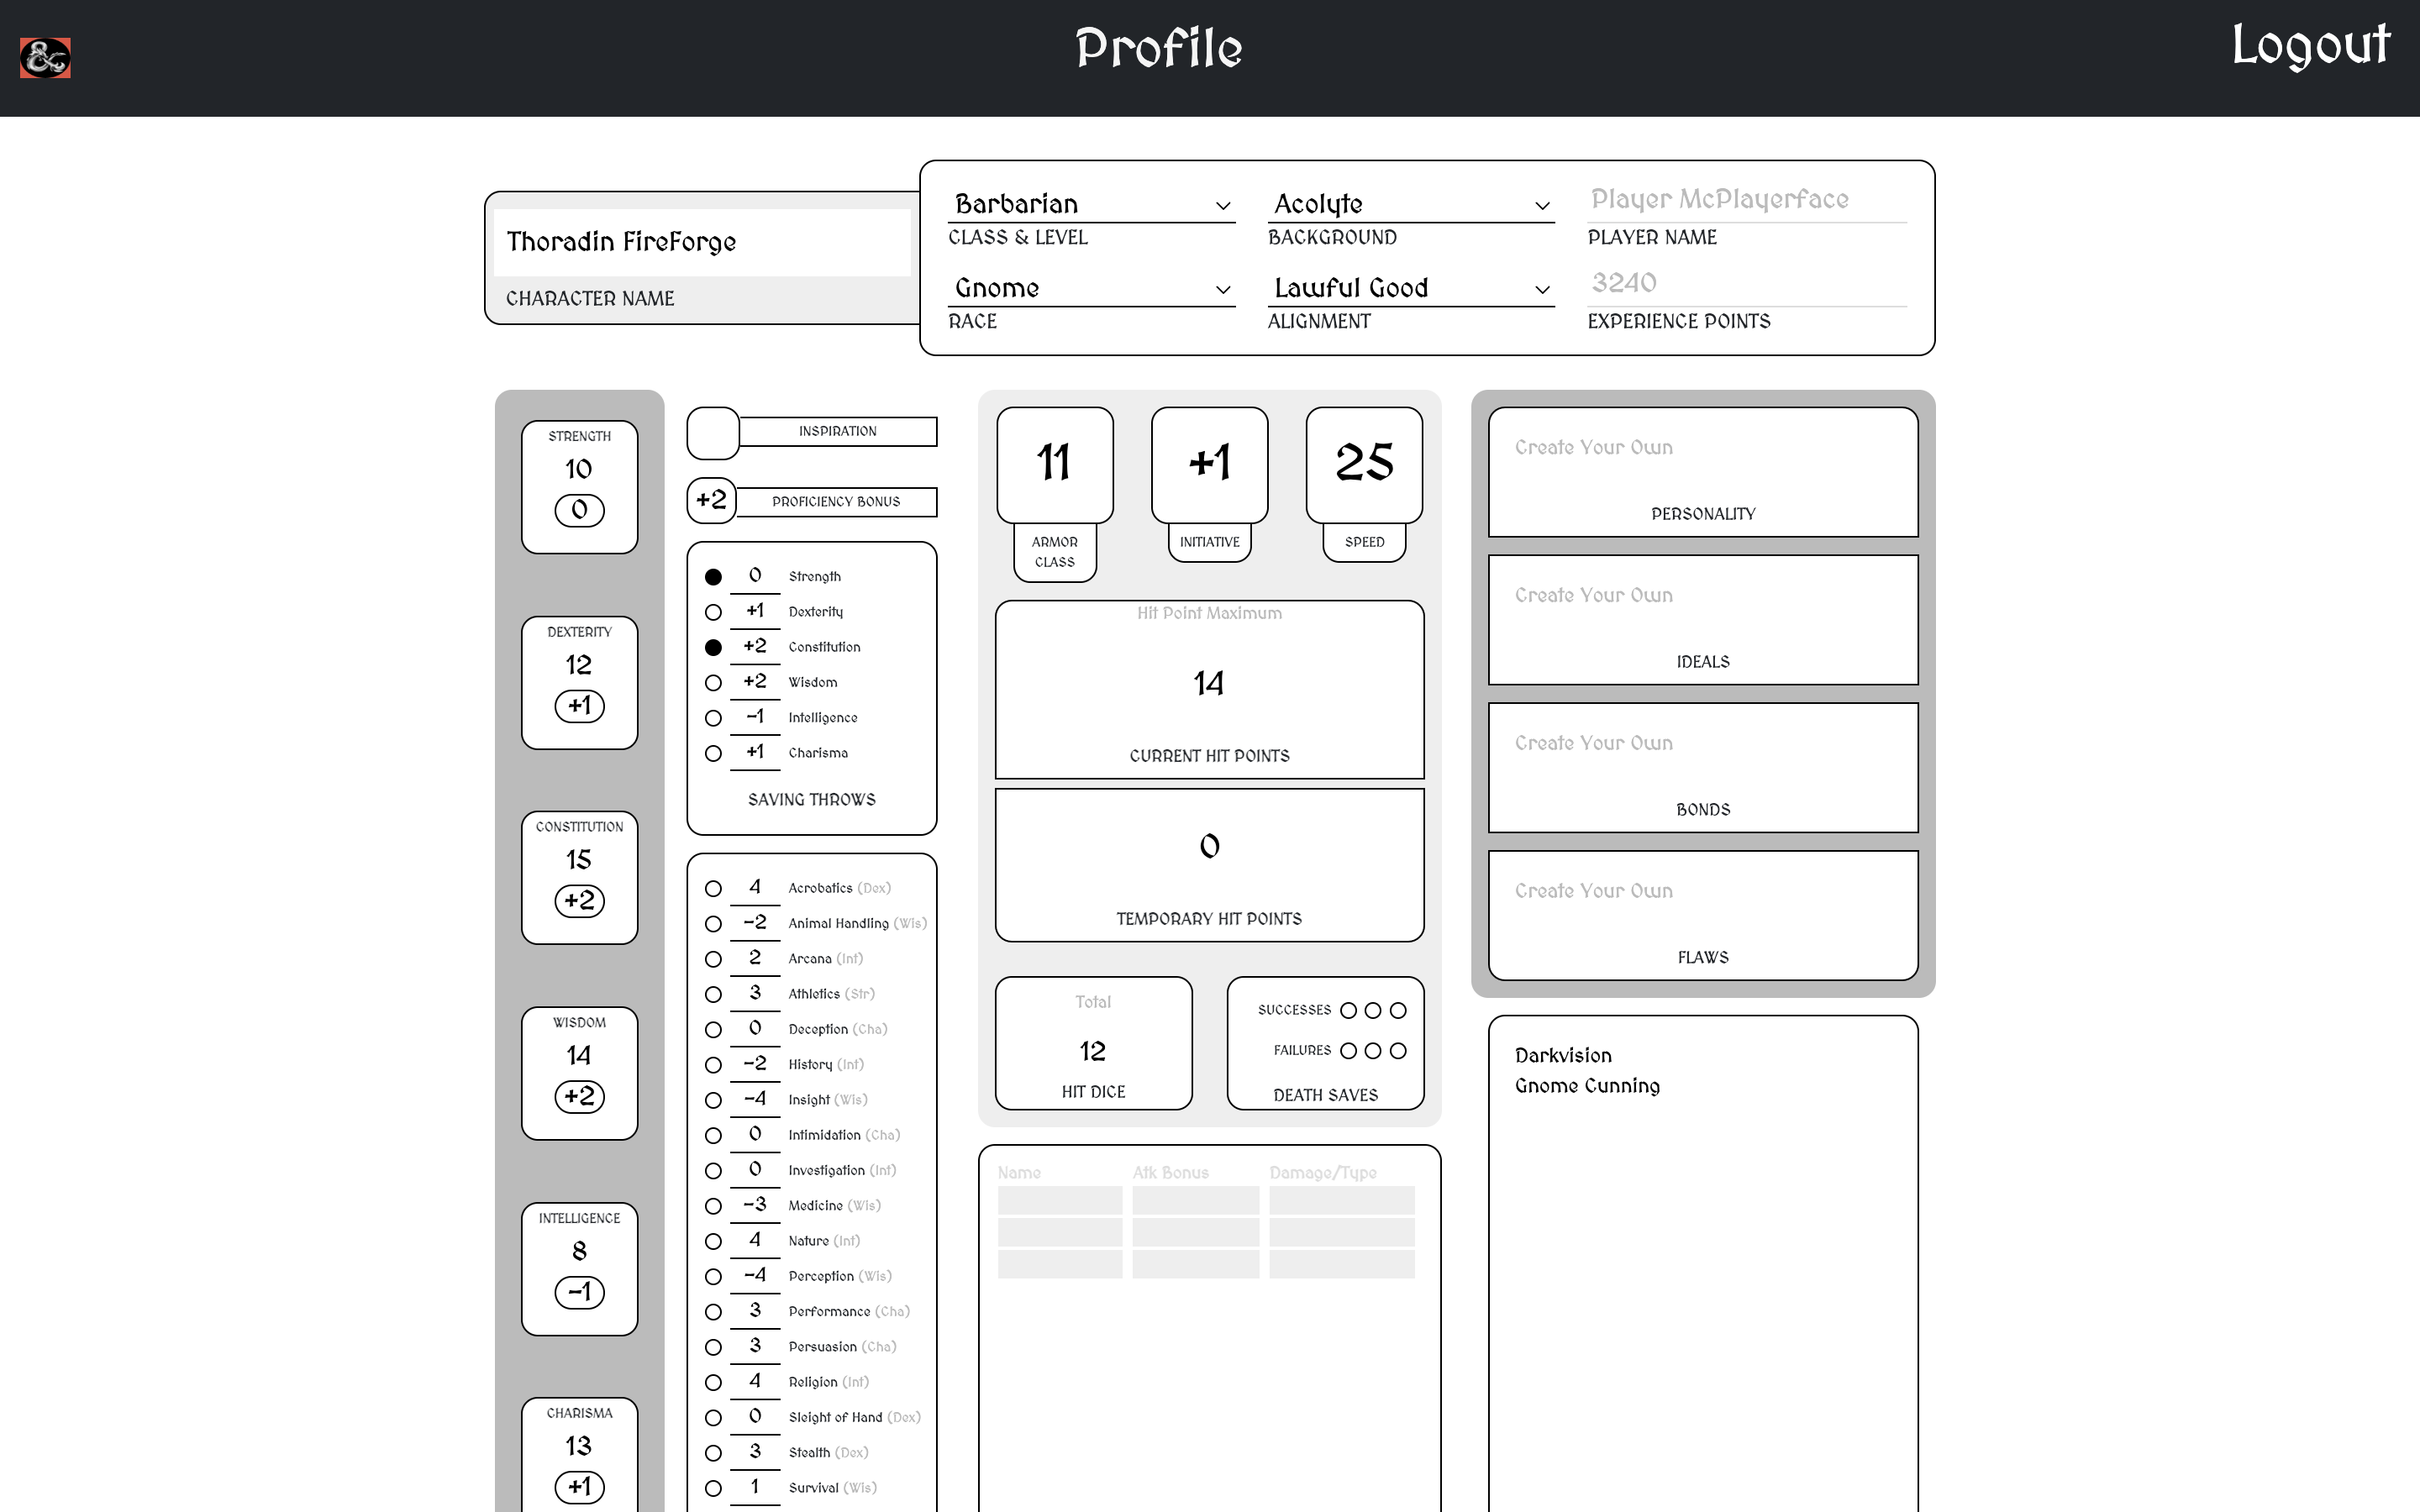 Profile
Logout
Thoradin FireForge
CHARACTER NAME
Barbarian
CLASS & LEVEL
Acolyte
BACKGROUND
Player McPlayerface
PLAYER NAME
Gnome
RACE
Lawful Good
ALIGNMENT
3240
EXPERIENCE POINTS
STRENGTH
10
0
DEXTERITY
12
+1
CONSTITUTION
15
+2
WISDOM
14
+2
INTELLIGENCE
8
-1
CHARISMA
13
+1
INSPIRATION
+2 PROFICIENCY BONUS
0 Strength
+1 Dexterity
+2 Constitution
+2 Wisdom
-1 Intelligence
+1 Charisma
SAVING THROWS
4 Acrobatics (Dex)
-2 Animal Handling (Wis)
2 Arcana (Int)
3 Athletics (Str)
0 Deception (Cha)
-2 History (Int)
-4 Insight (Wis)
0 Intimidation (Cha)
0 Investigation (Int)
-3 Medicine (Wis)
4 Nature (Int)
-4 Perception (Wis)
3 Performance (Cha)
3 Persuasion (Cha)
4 Religion (Int)
0 Sleight of Hand (Dex)
3 Stealth (Dex)
1 Survival (Wis)
11
ARMOR
CLASS
+1
INITIATIVE
25
SPEED
Hit Point Maximum
14
CURRENT HIT POINTS
0
TEMPORARY HIT POINTS
Total
12
HIT DICE
SUCCESSES
FAILURES
DEATH SAVES
Name Atk Bonus Damage/Type
Create Your Own
PERSONALITY
Create Your Own
IDEALS
Create Your Own
BONDS
Create Your Own
FLAWS
Darkvision
Gnome Cunning